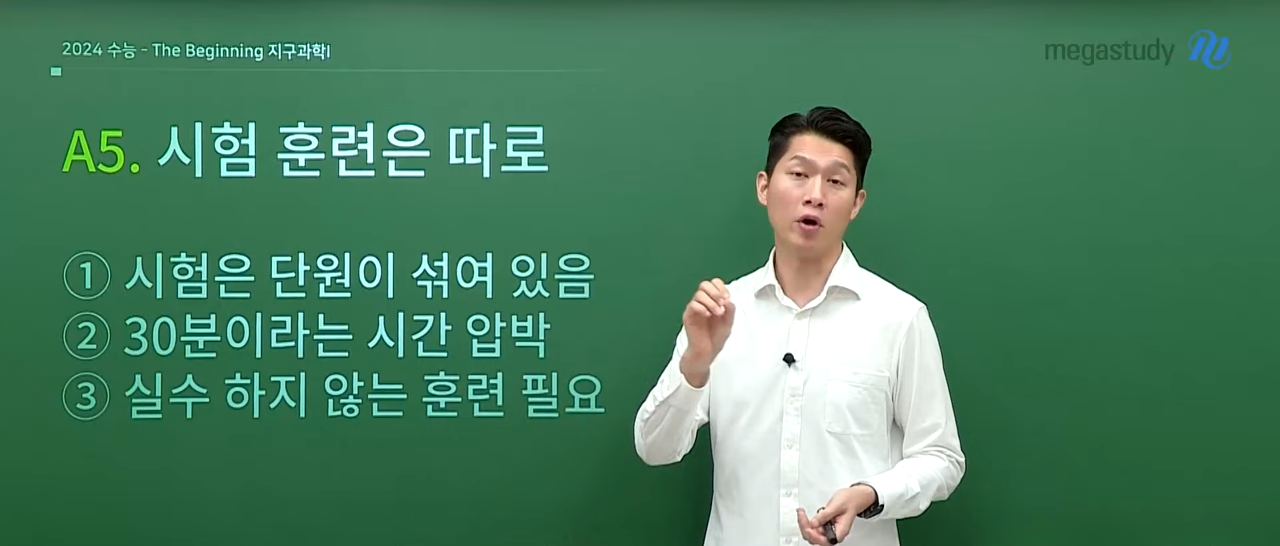 2024 수능 - The Beginning 지구과학I
megastudy
A5. 시험 훈련은 따로
① 시험은 단원이 섞여 있음
② 30분이라는 시간 압박
③ 실수 하지 않는 훈련 필요